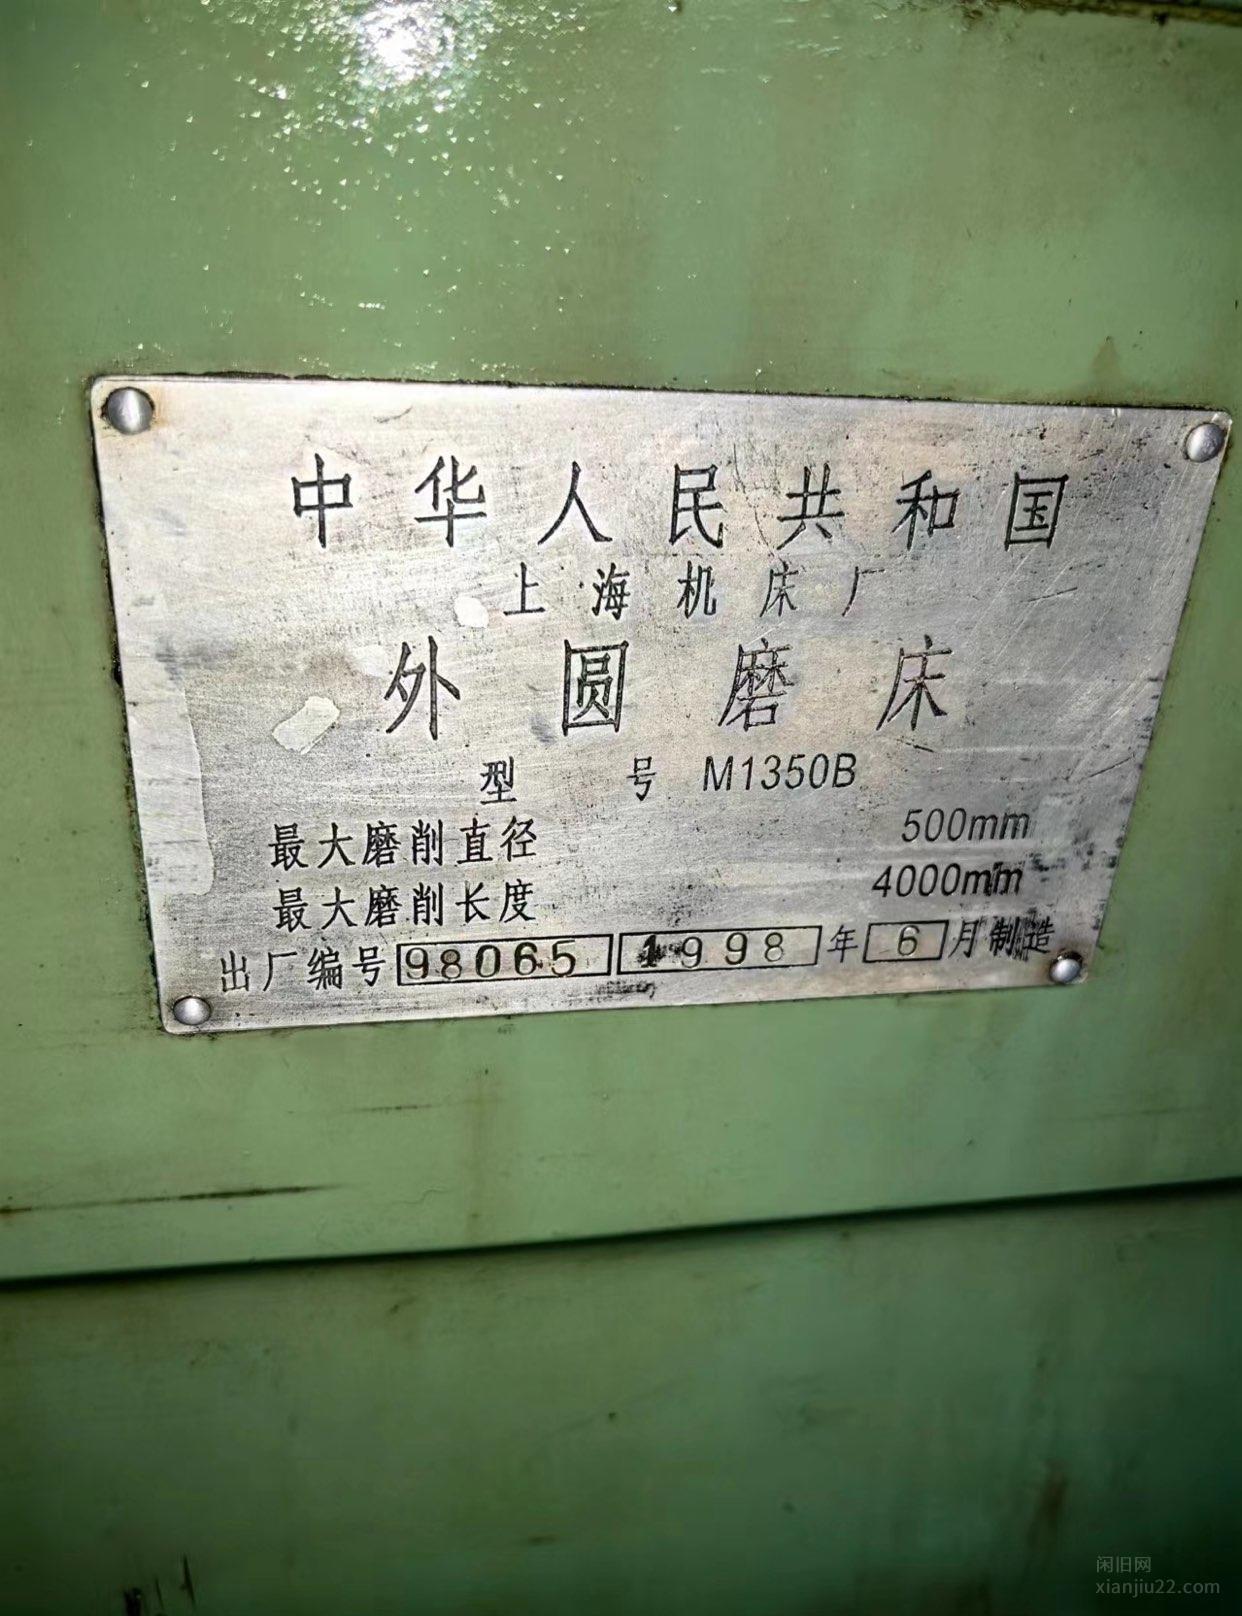 中华人民共和国
上海机床厂
外圆磨床
型号 M1350B
最大磨削直径 500mm
最大磨削长度 4000mm
出厂编号 98065 1998 年 6 月制造
闲旧网
xianjiu22.com